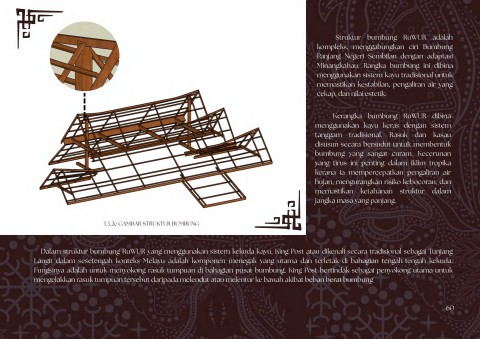 Struktur bumbung RuWUR adalah
kompleks, menggabungkan ciri Bumbung
Panjang Negeri Sembilan dengan adaptasi
Minangkabau. Rangka bumbung ini dibina
menggunakan sistem kayu tradisional untuk
memastikan kestabilan, pengaliran air yang
cekap, dan nilai estetik.
Kerangka bumbung RuWUR dibina
menggunakan kayu keras dengan sistem
tanggam tradisional. Rasuk dan kasau
disusun secara bersudut untuk membentuk
bumbung yang sangat curam. Kecerunan
yang tirus ini penting dalam iklim tropika
kerana ia mempercepatkan pengaliran air
hujan, mengurangkan risiko kebocoran, dan
memastikan ketahanan struktur dalam
jangka masa yang panjang.
3.3.2e GAMBAR STRUKTUR BUMBUNG
Dalam struktur bumbung RuWUR yang menggunakan sistem kekuda kayu, King Post atau dikenali secara tradisional sebagai Tunjang
Langit dalam sesetengah konteks Melayu adalah komponen menegak yang utama dan terletak di bahagian tengah-tengah kekuda.
Fungsinya adalah untuk menyokong rasuk tumpuan di bahagian pusat bumbung. King Post bertindak sebagai penyokong utama untuk
mengelakkan rasuk tumpuan tersebut daripada melendut atau melentur ke bawah akibat beban berat bumbung
60